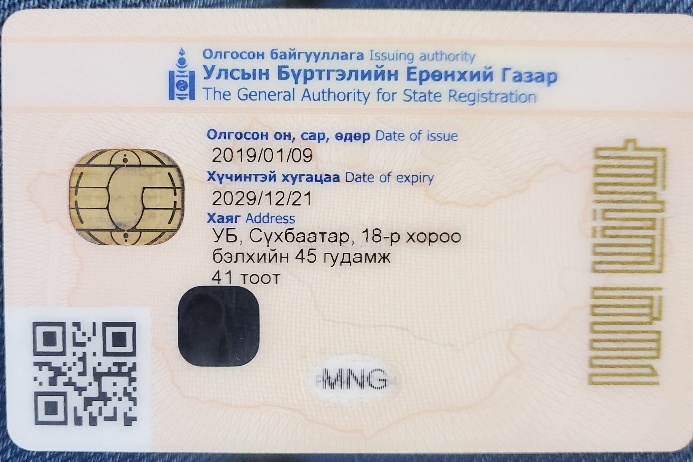 Олгосон байгууллага Issuing authority
Улсын Бүртгэлийн Ерөнхий Газар
The General Authority for State Registration
Олгосон он, сар, өдөр Date of issue
2019/01/09
Хүчинтэй хугацаа Date of expiry
2029/12/21
Хаяг Address
УБ, Сүхбаатар, 18-р хороо
бэлхийн 45 гудамж
41 тоот
MNG